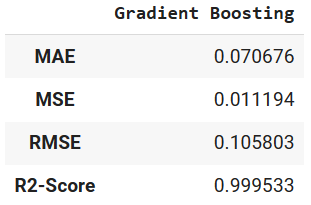 Gradient Boosting
MAE 0.070676
MSE 0.011194
RMSE 0.105803
R2-Score 0.999533